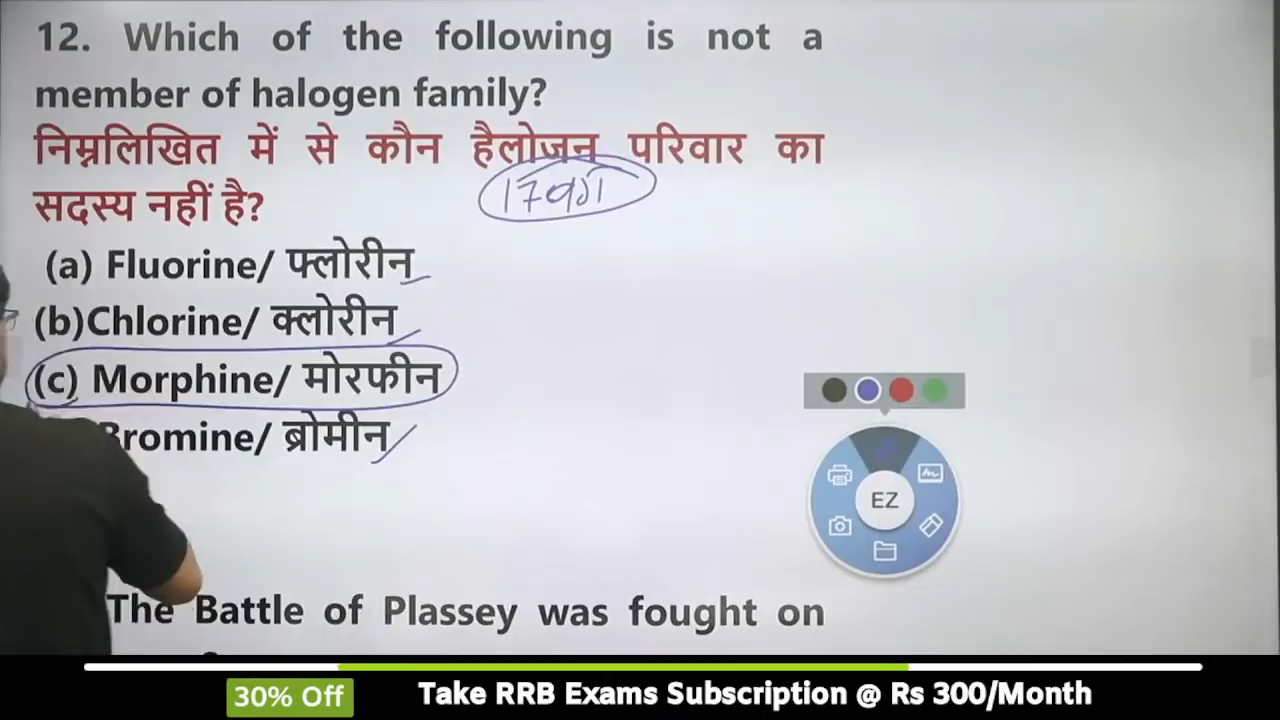 12. Which of the following is not a
member of halogen family?
निम्नलिखित में से कौन हैलोजन परिवार का
सदस्य नहीं है?
17वर्ग
(a) Fluorine/ फ्लोरीन
(b)Chlorine/ क्लोरीन
(c) Morphine/ मोरफीन
Bromine/ ब्रोमीन
EZ
The Battle of Plassey was fought on
30% Off
Take RRB Exams Subscription @ Rs 300/Month